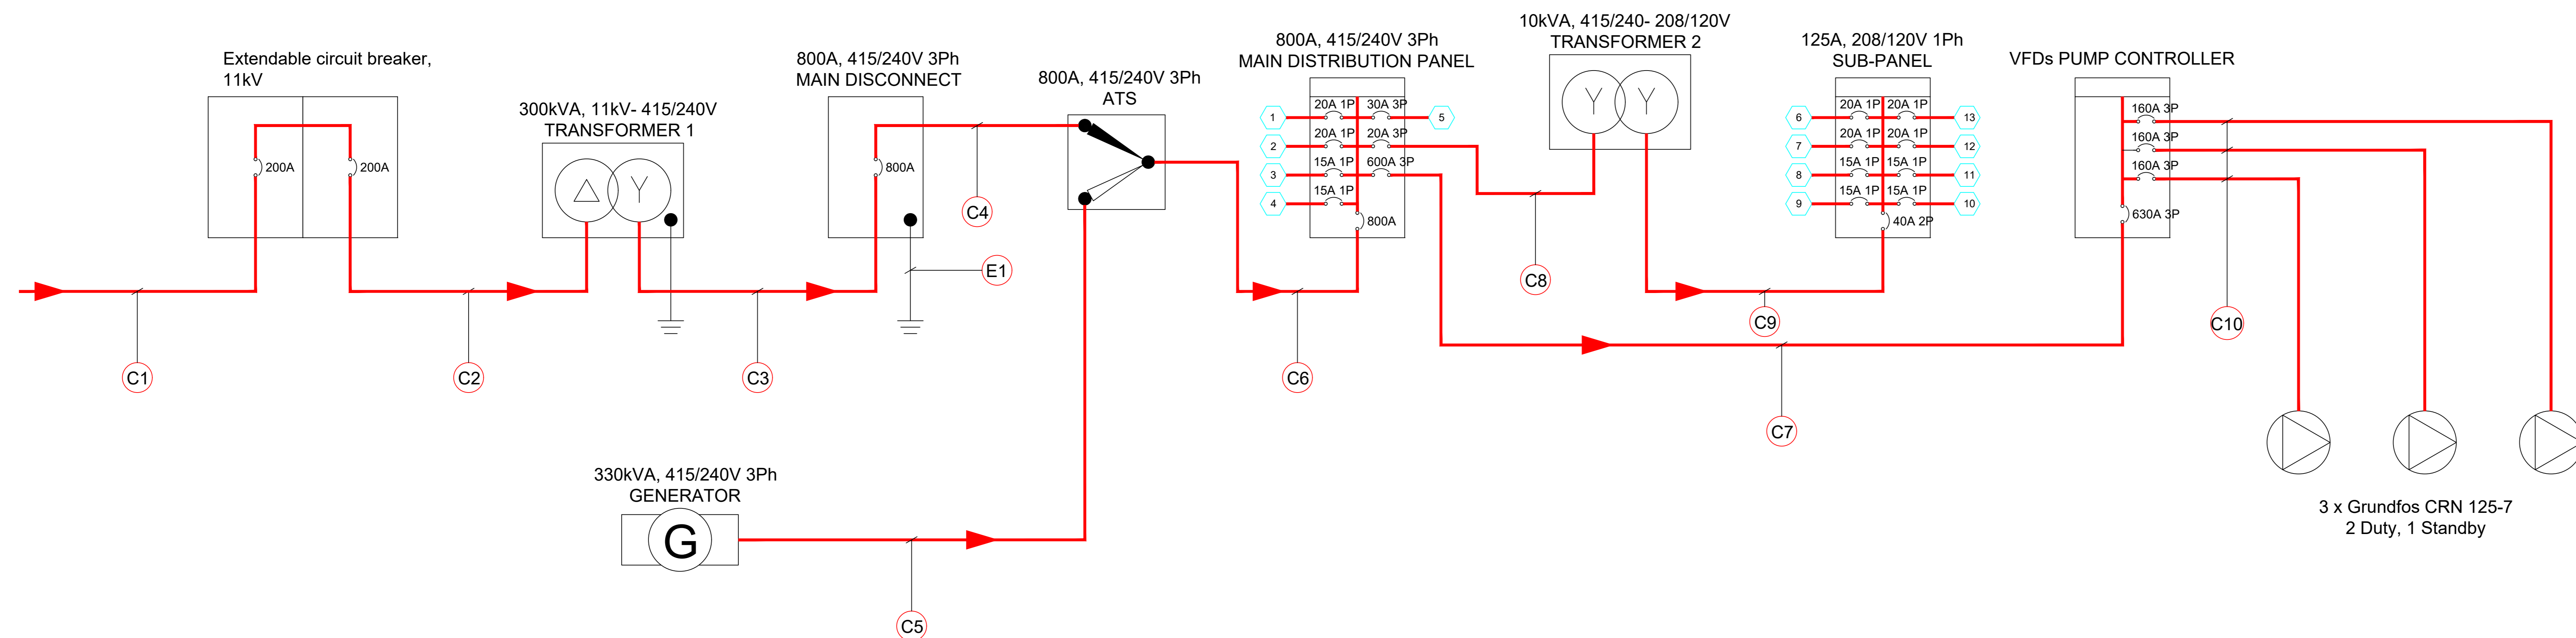 Extendable circuit breaker,
11kV
200A
200A
C1
C2
300kVA, 11kV- 415/240V
TRANSFORMER 1
C3
800A, 415/240V 3Ph
MAIN DISCONNECT
800A
E1
C4
330kVA, 415/240V 3Ph
GENERATOR
G
C5
800A, 415/240V 3Ph
ATS
C6
800A, 415/240V 3Ph
MAIN DISTRIBUTION PANEL
1
20A 1P
30A 3P
5
2
20A 1P
20A 3P
3
15A 1P
600A 3P
4
15A 1P
800A
10kVA, 415/240- 208/120V
TRANSFORMER 2
C8
C9
C7
125A, 208/120V 1Ph
SUB-PANEL
6
20A 1P
20A 1P
13
7
20A 1P
20A 1P
12
8
15A 1P
15A 1P
11
9
15A 1P
15A 1P
10
40A 2P
VFDs PUMP CONTROLLER
160A 3P
160A 3P
160A 3P
630A 3P
C10
3 x Grundfos CRN 125-7
2 Duty, 1 Standby